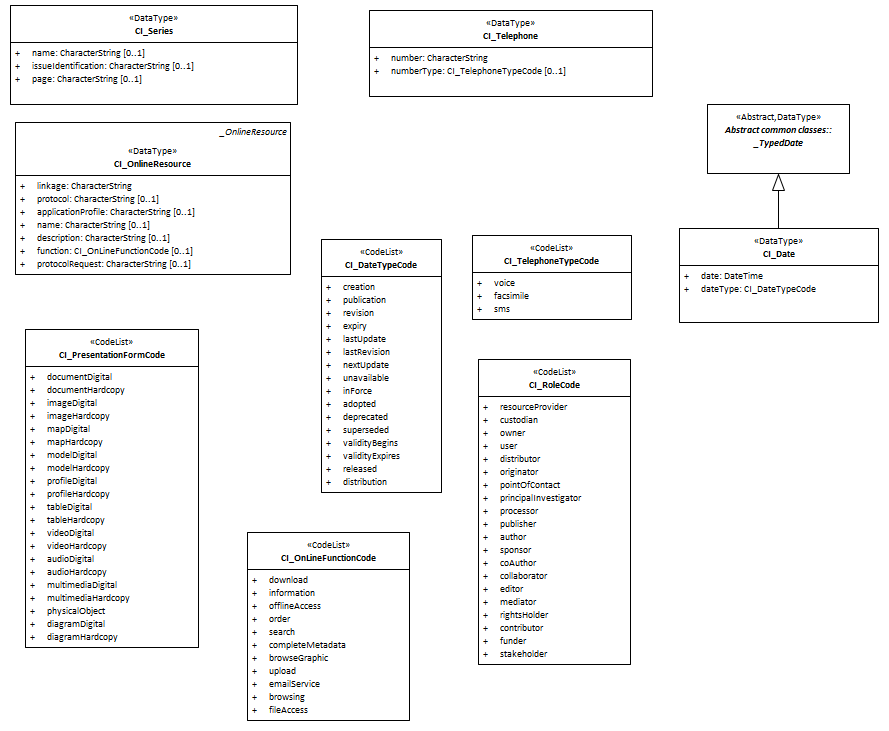 «DataType»
CI_Series
+ name: CharacterString [0..1]
+ issueIdentification: CharacterString [0..1]
+ page: CharacterString [0..1]
«DataType»
CI_Telephone
+ number: CharacterString
+ numberType: CI_TelephoneTypeCode [0..1]
«Abstract,DataType»
Abstract common classes::
_TypedDate
_OnlineResource
«DataType»
CI_OnlineResource
+ linkage: CharacterString
+ protocol: CharacterString [0..1]
+ applicationProfile: CharacterString [0..1]
+ name: CharacterString [0..1]
+ description: CharacterString [0..1]
+ function: CI_OnLineFunctionCode [0..1]
+ protocolRequest: CharacterString [0..1]
«DataType»
CI_Date
+ date: DateTime
+ dateType: CI_DateTypeCode
«CodeList»
CI_DateTypeCode
+ creation
+ publication
+ revision
+ expiry
+ lastUpdate
+ lastRevision
+ nextUpdate
+ unavailable
+ inForce
+ adopted
+ deprecated
+ superseded
+ validityBegins
+ validityExpires
+ released
+ distribution
«CodeList»
CI_TelephoneTypeCode
+ voice
+ facsimile
+ sms
«CodeList»
CI_PresentationFormCode
+ documentDigital
+ documentHardcopy
+ imageDigital
+ imageHardcopy
+ mapDigital
+ mapHardcopy
+ modelDigital
+ modelHardcopy
+ profileDigital
+ profileHardcopy
+ tableDigital
+ tableHardcopy
+ videoDigital
+ videoHardcopy
+ audioDigital
+ audioHardcopy
+ multimediaDigital
+ multimediaHardcopy
+ physicalObject
+ diagramDigital
+ diagramHardcopy
«CodeList»
CI_RoleCode
+ resourceProvider
+ custodian
+ owner
+ user
+ distributor
+ originator
+ pointOfContact
+ principalInvestigator
+ processor
+ publisher
+ author
+ sponsor
+ coAuthor
+ collaborator
+ editor
+ mediator
+ rightsHolder
+ contributor
+ funder
+ stakeholder
«CodeList»
CI_OnLineFunctionCode
+ download
+ information
+ offlineAccess
+ order
+ search
+ completeMetadata
+ browseGraphic
+ upload
+ emailService
+ browsing
+ fileAccess